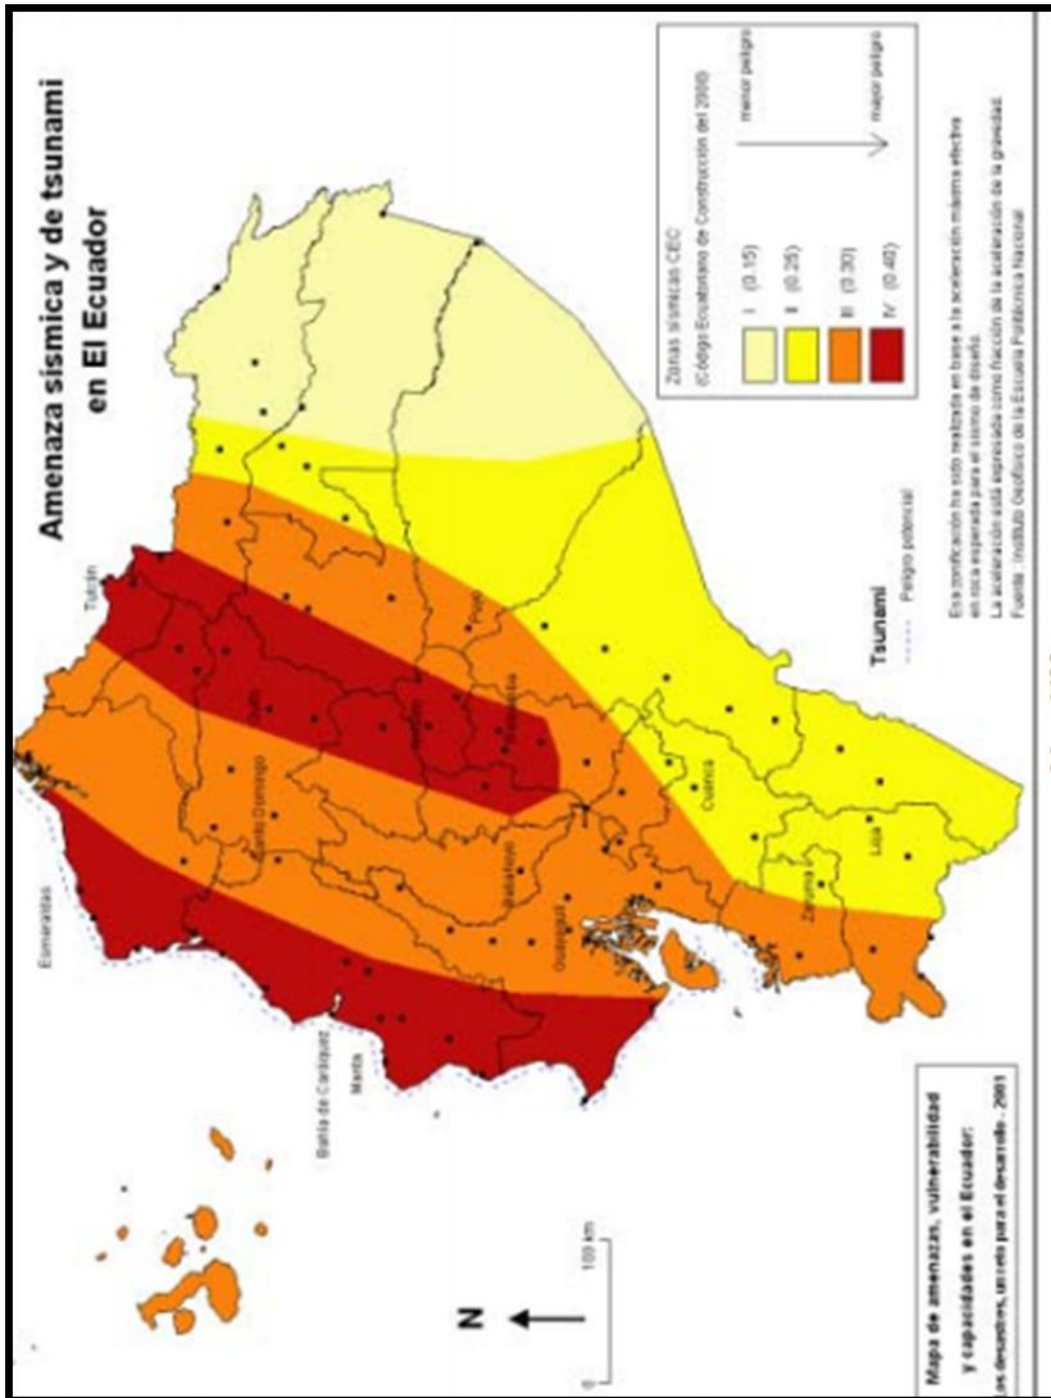 Amenaza sísmica y de tsunami
en El Ecuador
Esmeraldas
Tulcán
Santo Domingo
Quito
Bahía de Caráquez
Manta
Babahoyo
Riobamba
Puyo
Guayaquil
Cuenca
Zaruma
Loja
N
0
100 km
Zonas sísmicas CEC
(Código Ecuatoriano de Construcción del 2000)
I (0.15)
II (0.25)
III (0.30)
IV (0.40)
menor peligro
mayor peligro
Tsunami
Peligro potencial
Esa zonificación ha sido realizada en base a la aceleración máxima efectiva
en roca esperada para el sismo de diseño.
La aceleración está expresada como fracción de la aceleración de la gravedad.
Fuente: Instituto Geofísico de la Escuela Politécnica Nacional
Mapa de amenazas, vulnerabilidad
y capacidades en el Ecuador:
Los desastres, un reto para el desarrollo - 2001